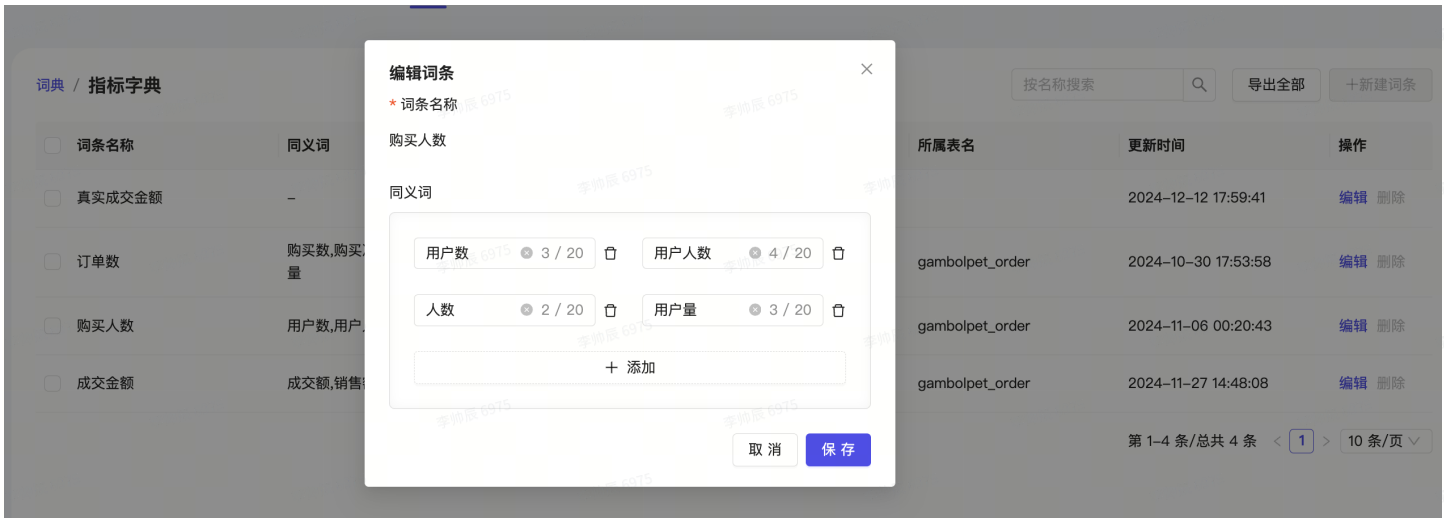 词典 / 指标字典
按名称搜索
导出全部
+新建词条
词条名称 同义词 所属表名 更新时间 操作
真实成交金额 – 2024–12–12 17:59:41 编辑 删除
订单数 购买数,购买 量 gambolpet_order 2024–10–30 17:53:58 编辑 删除
购买人数 用户数,用户 gambolpet_order 2024–11–06 00:20:43 编辑 删除
成交金额 成交额,销售 gambolpet_order 2024–11–27 14:48:08 编辑 删除
第 1–4 条/总共 4 条 < 1 > 10 条/页
编辑词条
* 词条名称
购买人数
同义词
用户数 3 / 20 用户人数 4 / 20
人数 2 / 20 用户量 3 / 20
+ 添加
取 消 保 存
李帅辰 6975